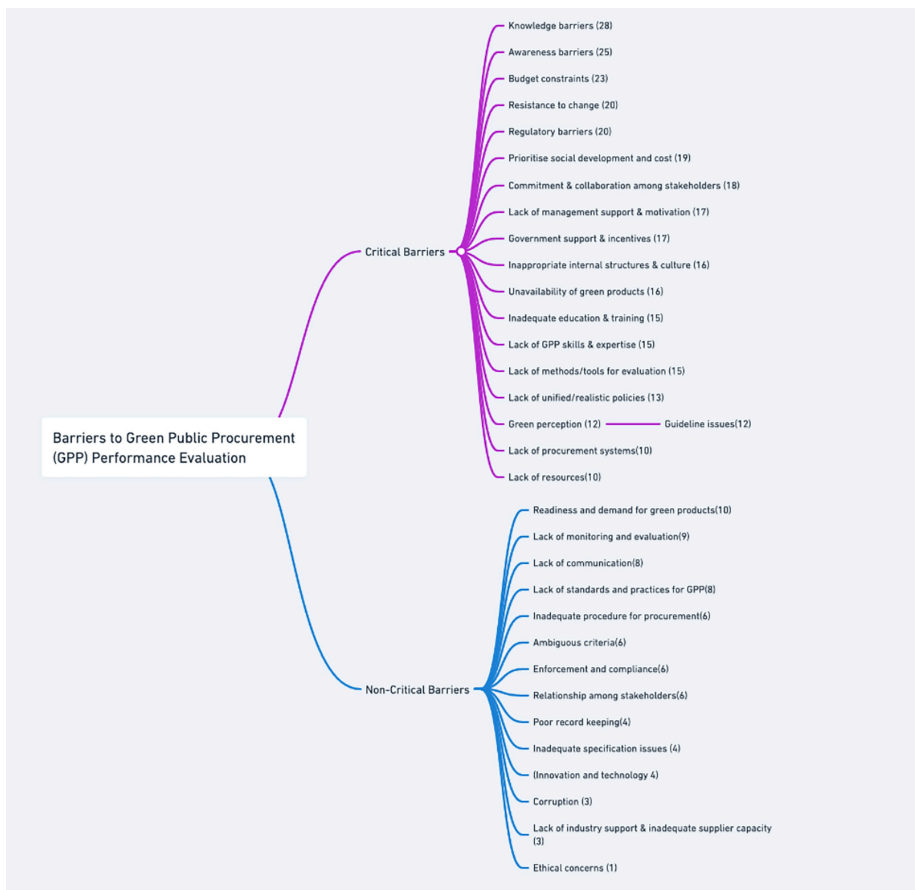 Knowledge barriers (28)
Awareness barriers (25)
Budget constraints (23)
Resistance to change (20)
Regulatory barriers (20)
Prioritise social development and cost (19)
Commitment & collaboration among stakeholders (18)
Lack of management support & motivation (17)
Government support & incentives (17)
Critical Barriers
Inappropriate internal structures & culture (16)
Unavailability of green products (16)
Inadequate education & training (15)
Lack of GPP skills & expertise (15)
Lack of methods/tools for evaluation (15)
Lack of unified/realistic policies (13)
Green perception (12)
Guideline issues(12)
Lack of procurement systems(10)
Lack of resources(10)
Barriers to Green Public Procurement
(GPP) Performance Evaluation
Readiness and demand for green products(10)
Lack of monitoring and evaluation(9)
Lack of communication(8)
Lack of standards and practices for GPP(8)
Inadequate procedure for procurement(6)
Ambiguous criteria(6)
Enforcement and compliance(6)
Non-Critical Barriers
Relationship among stakeholders(6)
Poor record keeping(4)
Inadequate specification issues (4)
(Innovation and technology 4)
Corruption (3)
Lack of industry support & inadequate supplier capacity
(3)
Ethical concerns (1)